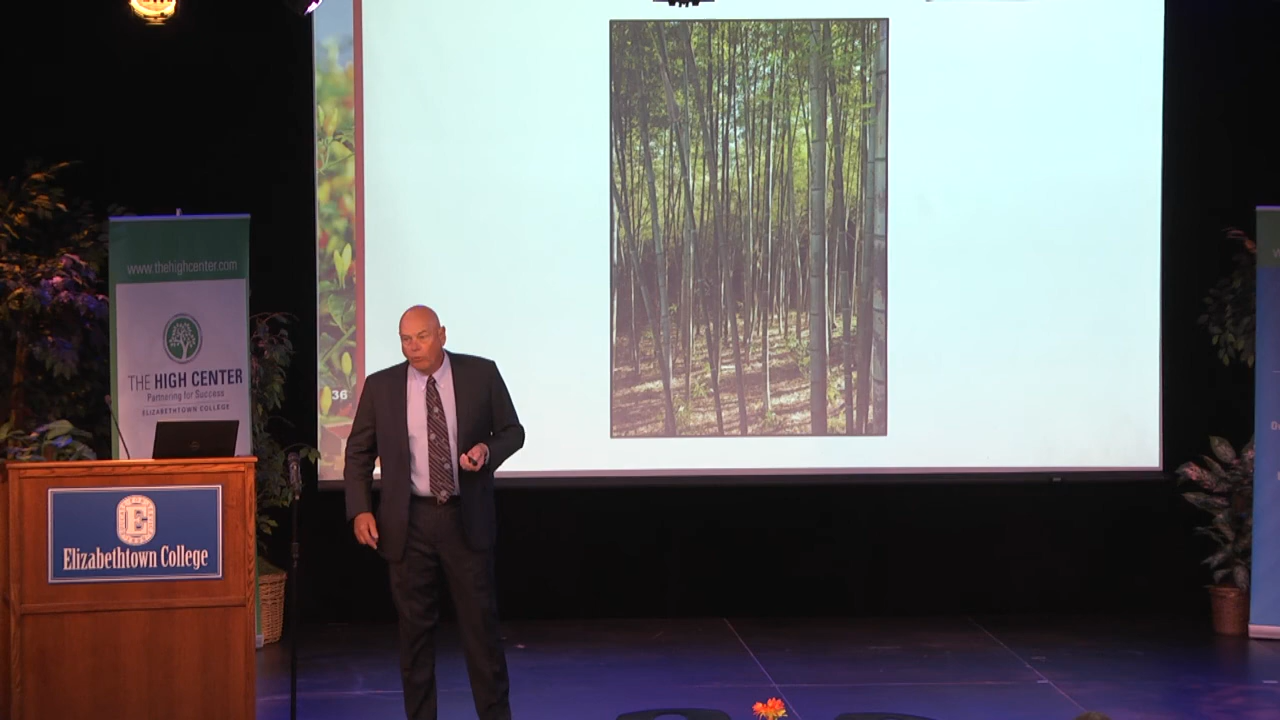 www.thehighcenter.com
THE HIGH CENTER
Partnering for Success
ELIZABETHTOWN COLLEGE
36
E
Elizabethtown College